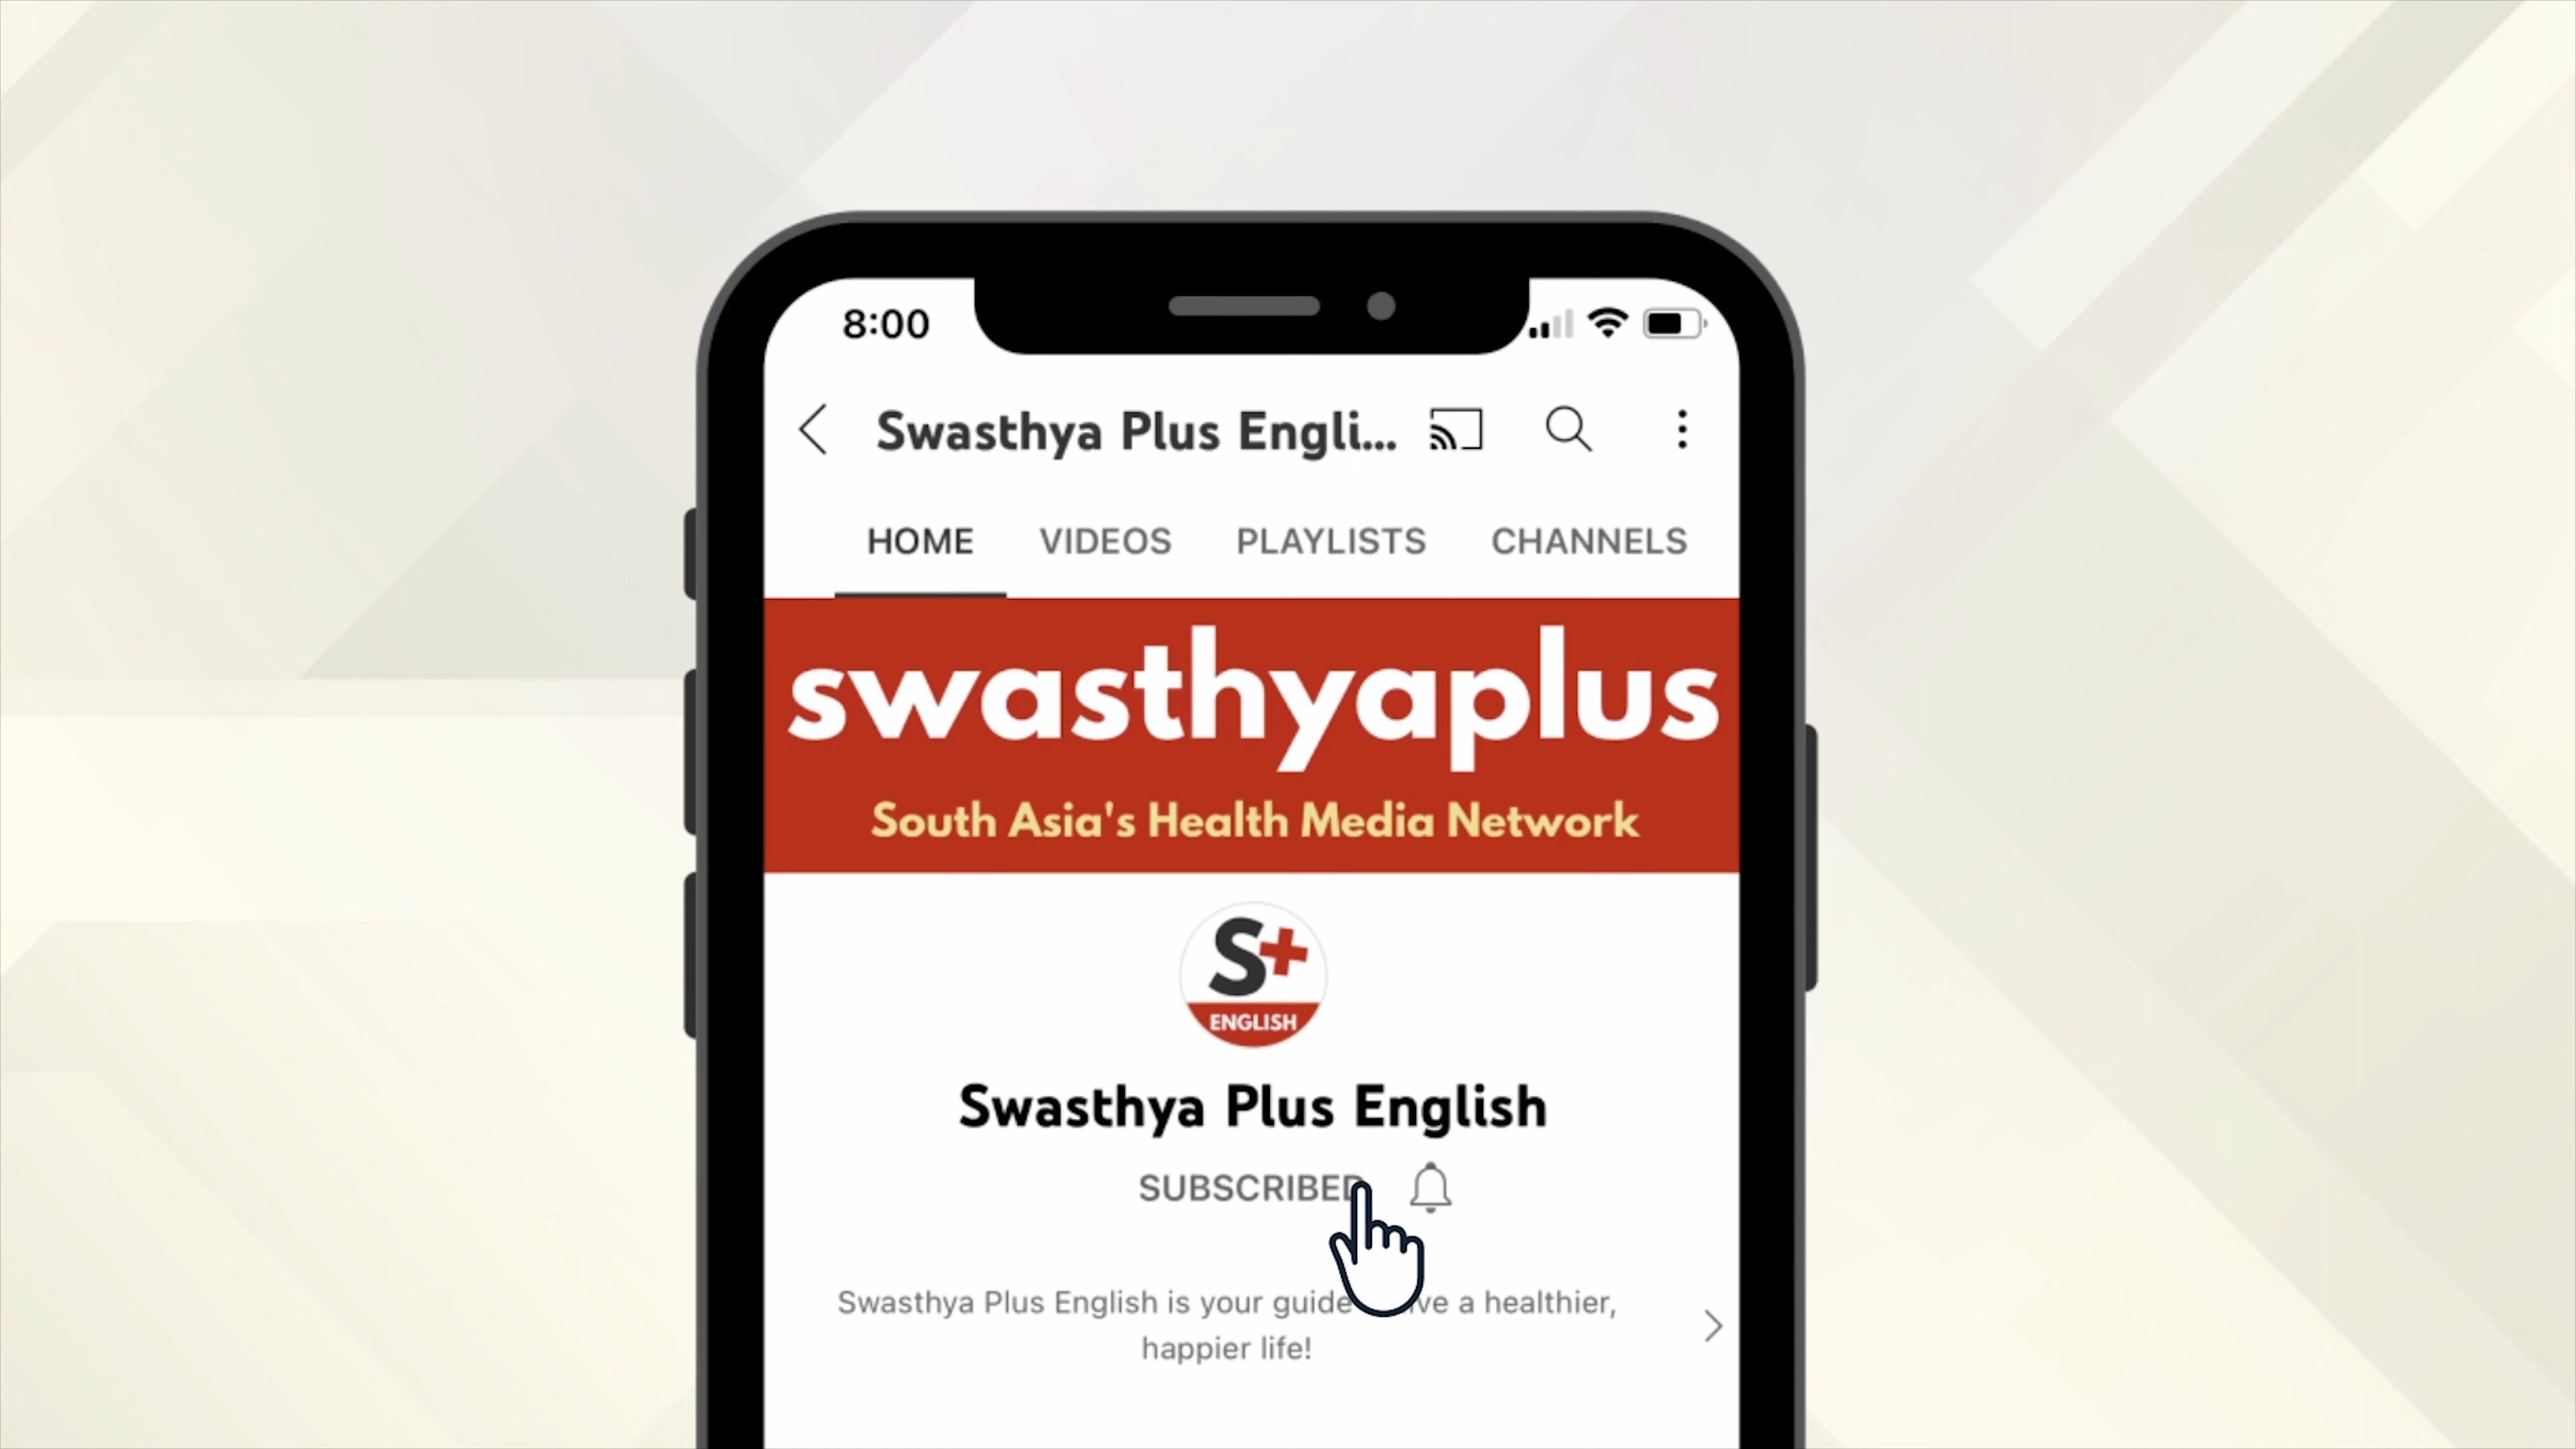 8:00
Swasthya Plus Engli...
HOME VIDEOS PLAYLISTS CHANNELS
swasthyaplus
South Asia's Health Media Network
S+
ENGLISH
Swasthya Plus English
SUBSCRIBED
Swasthya Plus English is your guide a healthier,
happier life!